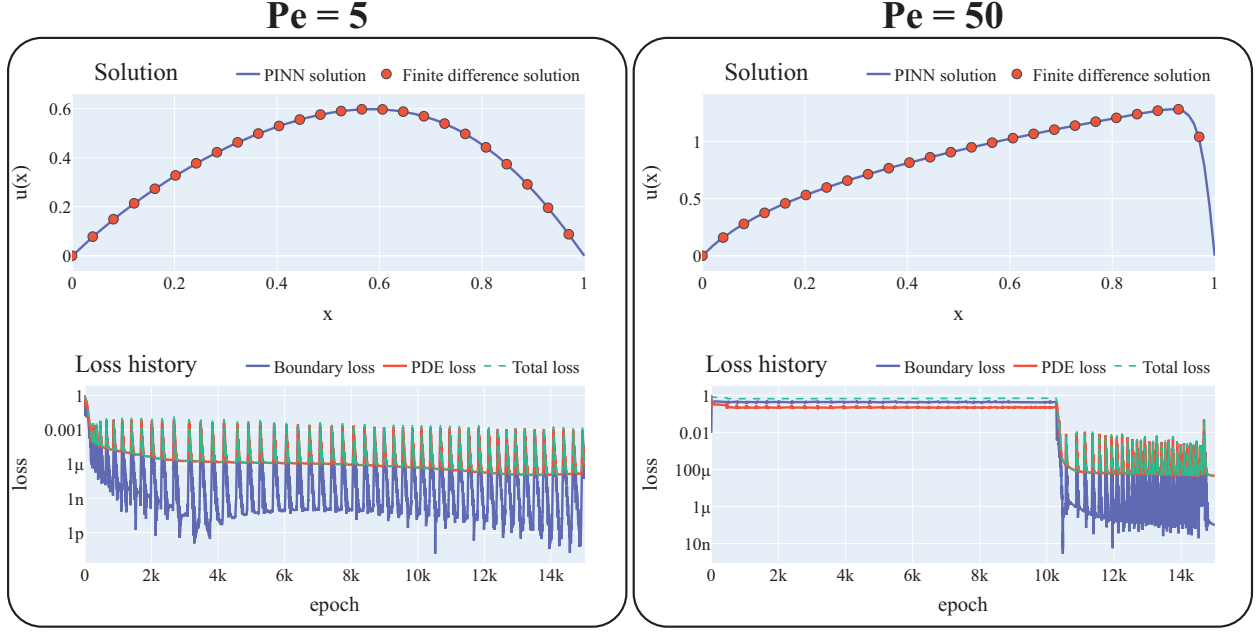 Pe = 5
Solution
PINN solution
Finite difference solution
u(x)
0.6
0.4
0.2
0
0
0.2
0.4
0.6
0.8
1
x
Loss history
Boundary loss
PDE loss
Total loss
loss
1
0.001
1μ
1n
1p
0
2k
4k
6k
8k
10k
12k
14k
epoch
Pe = 50
Solution
PINN solution
Finite difference solution
u(x)
1
0.5
0
0
0.2
0.4
0.6
0.8
1
x
Loss history
Boundary loss
PDE loss
Total loss
loss
1
0.01
100μ
1μ
10n
0
2k
4k
6k
8k
10k
12k
14k
epoch